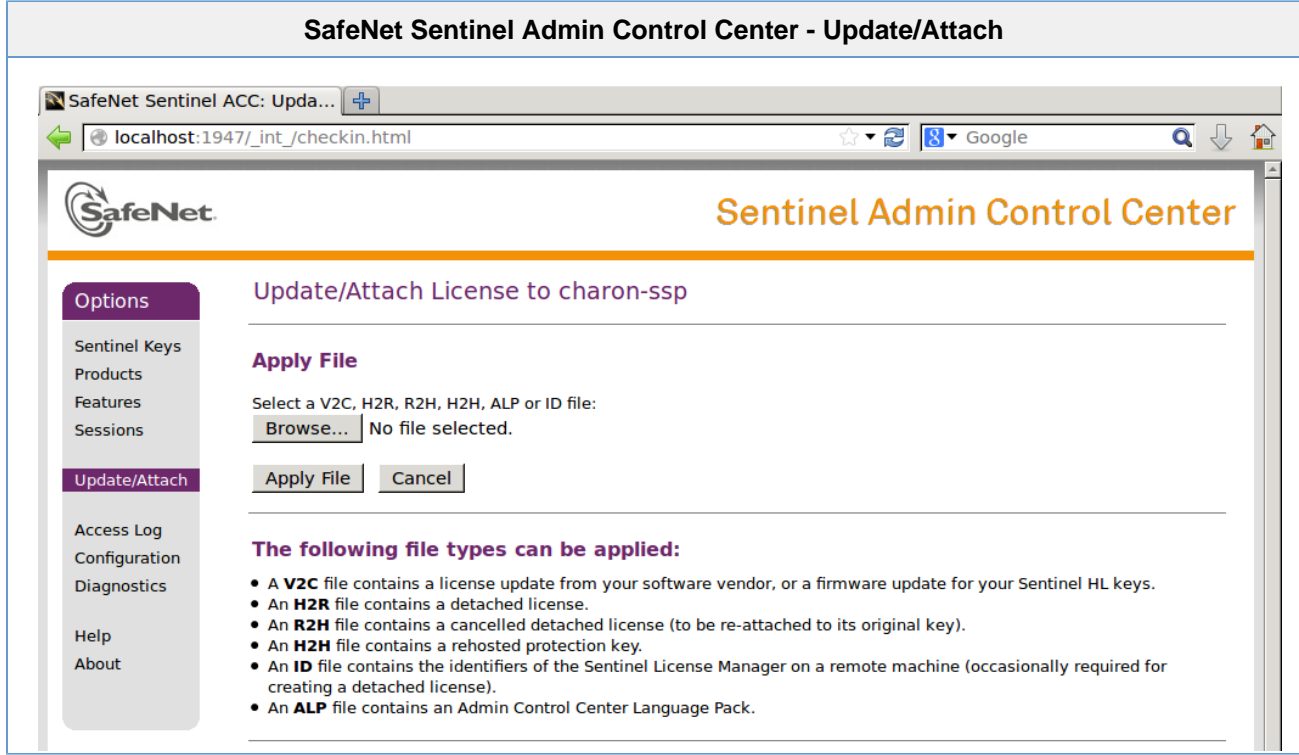 SafeNet Sentinel Admin Control Center - Update/Attach
SafeNet Sentinel ACC: Upda...
localhost:1947/_int_/checkin.html
8
Google
SafeNet.
Sentinel Admin Control Center
Options
Sentinel Keys
Products
Features
Sessions
Update/Attach
Access Log
Configuration
Diagnostics
Help
About
Update/Attach License to charon-ssp
Apply File
Select a V2C, H2R, R2H, H2H, ALP or ID file:
Browse... No file selected.
Apply File Cancel
The following file types can be applied:
• A V2C file contains a license update from your software vendor, or a firmware update for your Sentinel HL keys.
• An H2R file contains a detached license.
• An R2H file contains a cancelled detached license (to be re-attached to its original key).
• An H2H file contains a rehosted protection key.
• An ID file contains the identifiers of the Sentinel License Manager on a remote machine (occasionally required for
creating a detached license).
• An ALP file contains an Admin Control Center Language Pack.